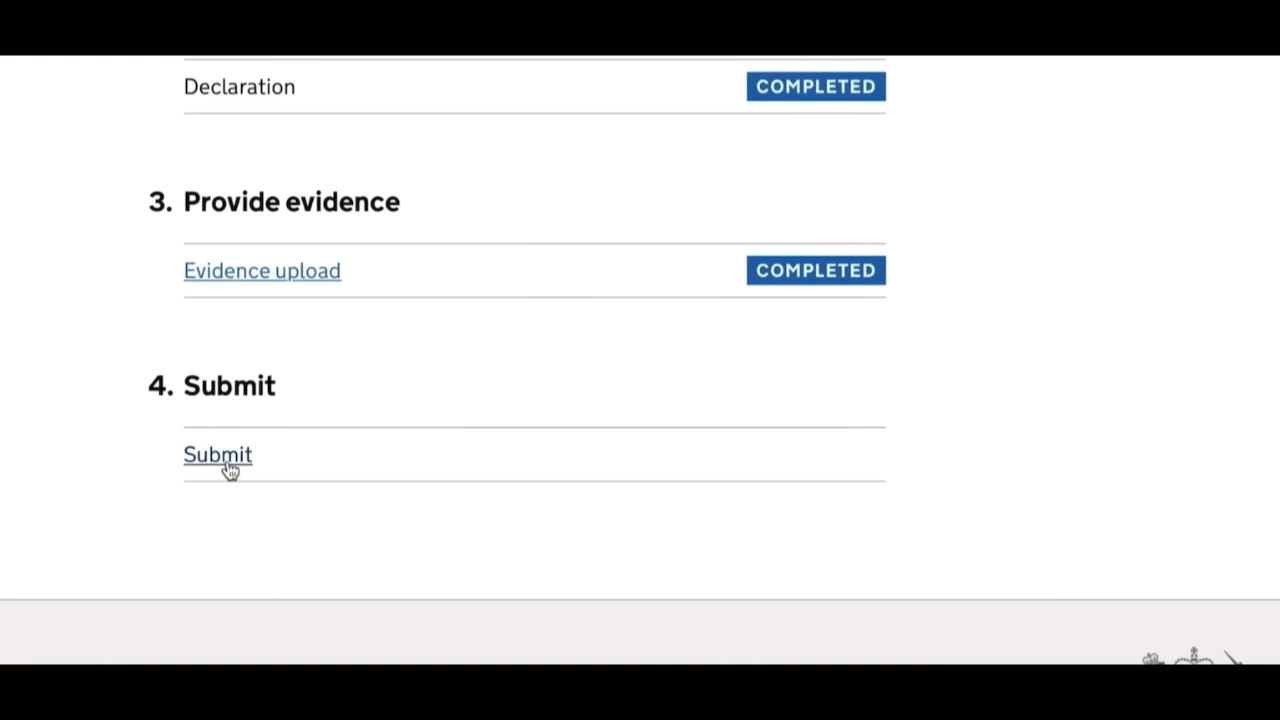 Declaration COMPLETED
3. Provide evidence
Evidence upload COMPLETED
4. Submit
Submit